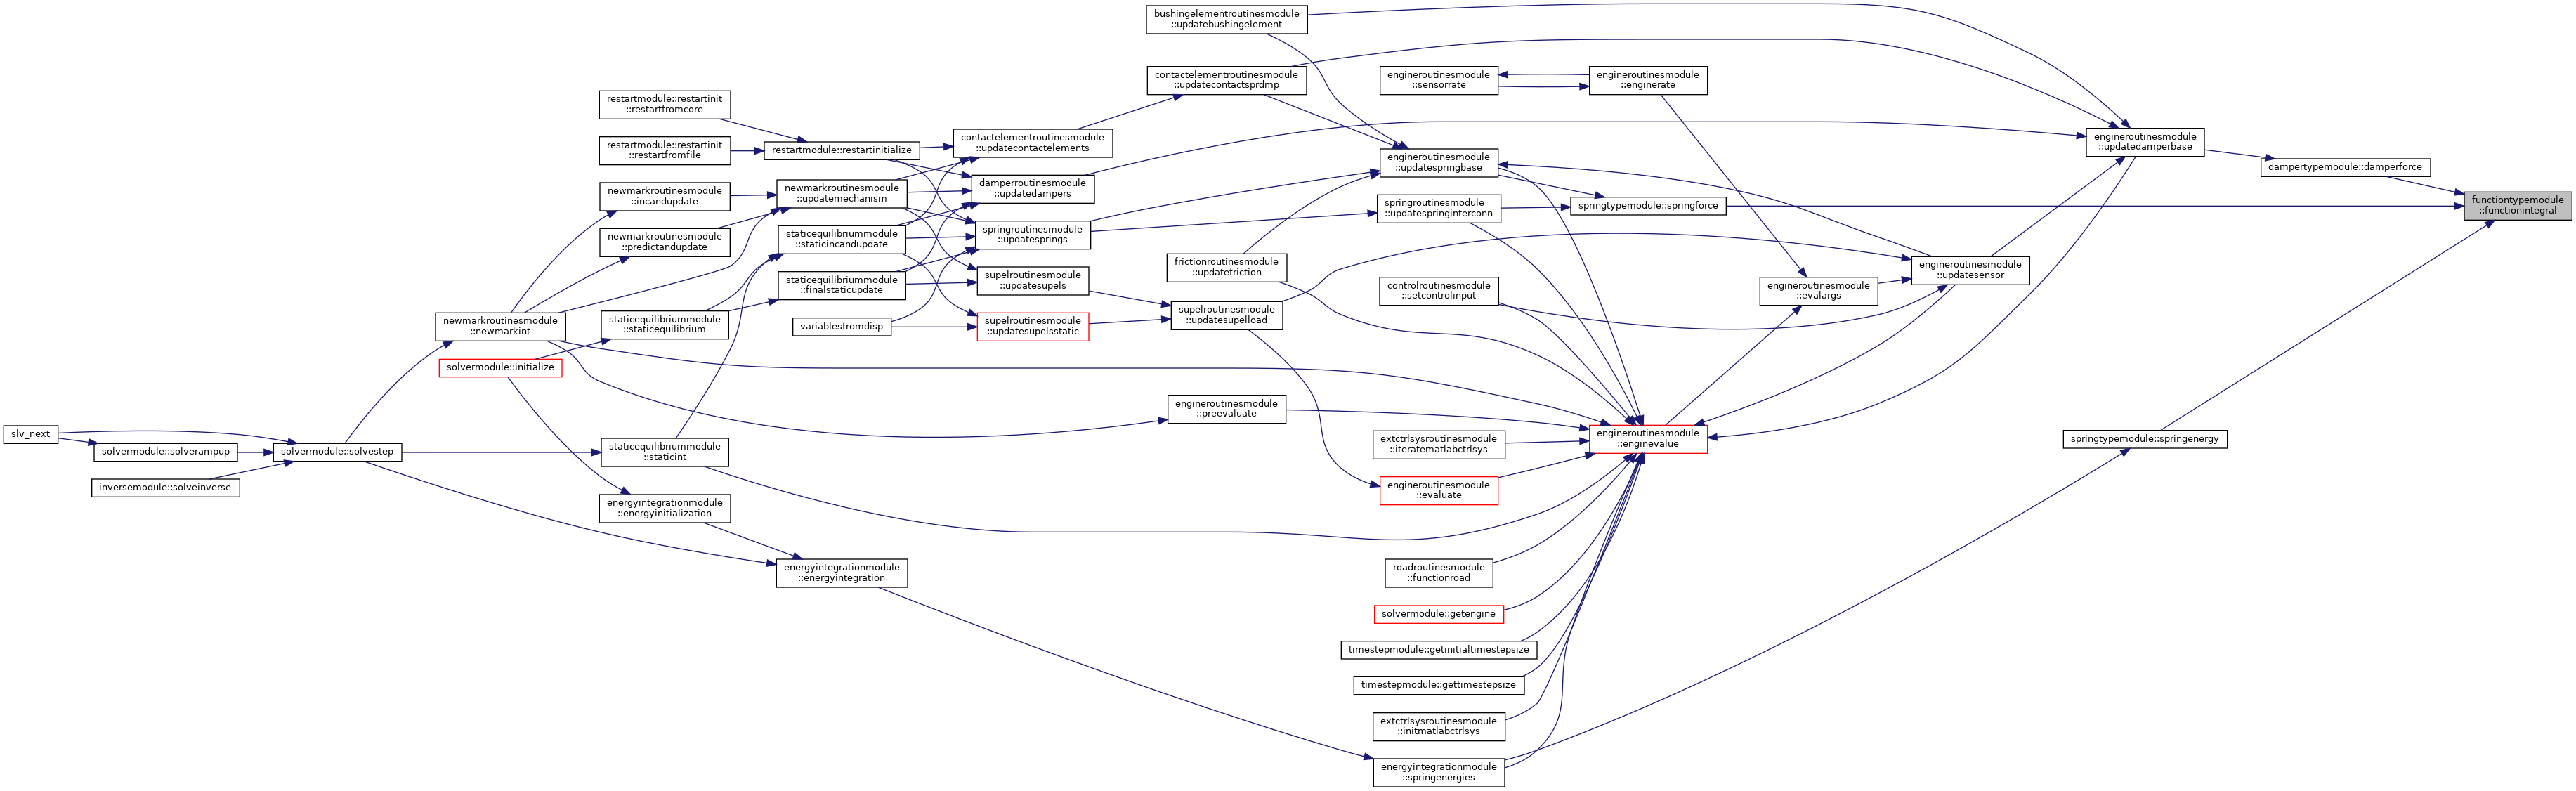 bushingelementroutinesmodule
::updatebushingelement
contactelementroutinesmodule
::updatecontactsprdmp
engineroutinesmodule
::sensorrate
engineroutinesmodule
::enginerate
restartmodule::restartinit
::restartfromcore
contactelementroutinesmodule
::updatecontactelements
engineroutinesmodule
::updatedamperbase
restartmodule::restartinit
::restartfromfile
restartmodule::restartinitialize
engineroutinesmodule
::updatespringbase
dampertypemodule::damperforce
newmarkroutinesmodule
::incandupdate
newmarkroutinesmodule
::updatemechanism
damperroutinesmodule
::updatedampers
springroutinesmodule
::updatespringinterconn
springtypemodule::springforce
functiontypemodule
::functionintegral
newmarkroutinesmodule
::predictandupdate
staticequilibriummodule
::staticincandupdate
springroutinesmodule
::updatesprings
frictionroutinesmodule
::updatefriction
engineroutinesmodule
::updatesensor
staticequilibriummodule
::finalstaticupdate
supelroutinesmodule
::updatesupels
controlroutinesmodule
::setcontrolinput
engineroutinesmodule
::evalargs
newmarkroutinesmodule
::newmarkint
staticequilibriummodule
::staticequilibrium
variablesfromdisp
supelroutinesmodule
::updatesupelsstatic
supelroutinesmodule
::updatesupelload
solvermodule::initialize
engineroutinesmodule
::preevaluate
slv_next
solvermodule::solverampup
solvermodule::solvestep
staticequilibriummodule
::staticint
extctrlsysroutinesmodule
::iteratematlabctrlsys
engineroutinesmodule
::enginevalue
springtypemodule::springenergy
inversemodule::solveinverse
energyintegrationmodule
::energyinitialization
engineroutinesmodule
::evaluate
energyintegrationmodule
::energyintegration
roadroutinesmodule
::functionroad
solvermodule::getengine
timestepmodule::getinitialtimestepsize
timestepmodule::gettimestepsize
extctrlsysroutinesmodule
::initmatlabctrlsys
energyintegrationmodule
::springenergies